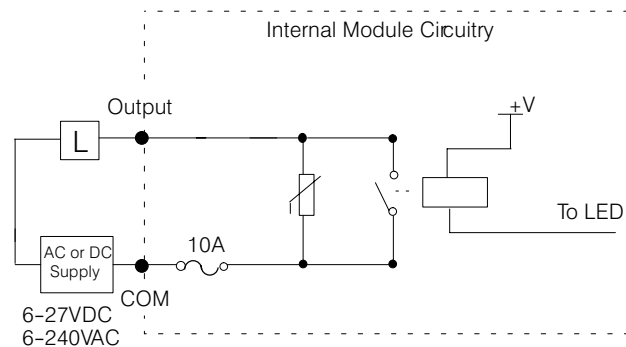 Internal Module Circuitry
Output
+V
L
To LED
AC or DC
Supply
10A
COM
6-27VDC
6-240VAC